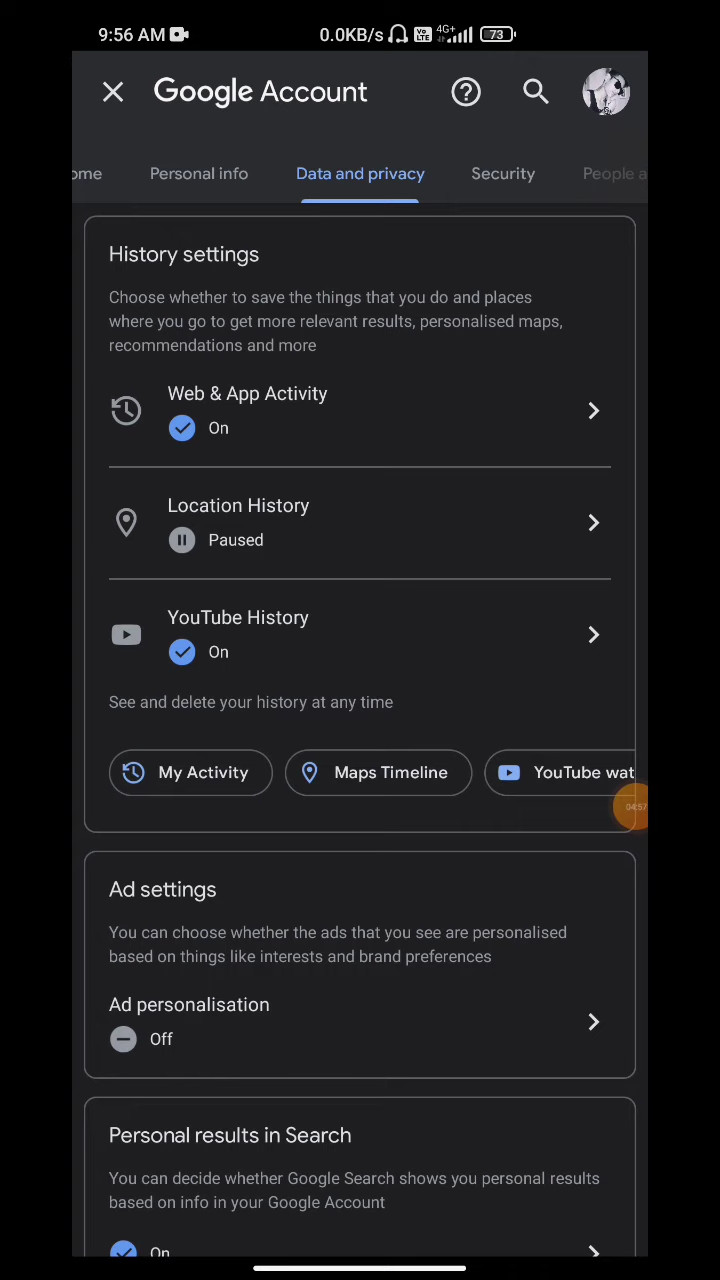 9:56 AM 0.0KB/s Vo LTE 4G+ 73
Google Account
ome Personal info Data and privacy Security People a
History settings
Choose whether to save the things that you do and places
where you go to get more relevant results, personalised maps,
recommendations and more
Web & App Activity
On
Location History
Paused
YouTube History
On
See and delete your history at any time
My Activity Maps Timeline YouTube wat
04:57
Ad settings
You can choose whether the ads that you see are personalised
based on things like interests and brand preferences
Ad personalisation
Off
Personal results in Search
You can decide whether Google Search shows you personal results
based on info in your Google Account
On